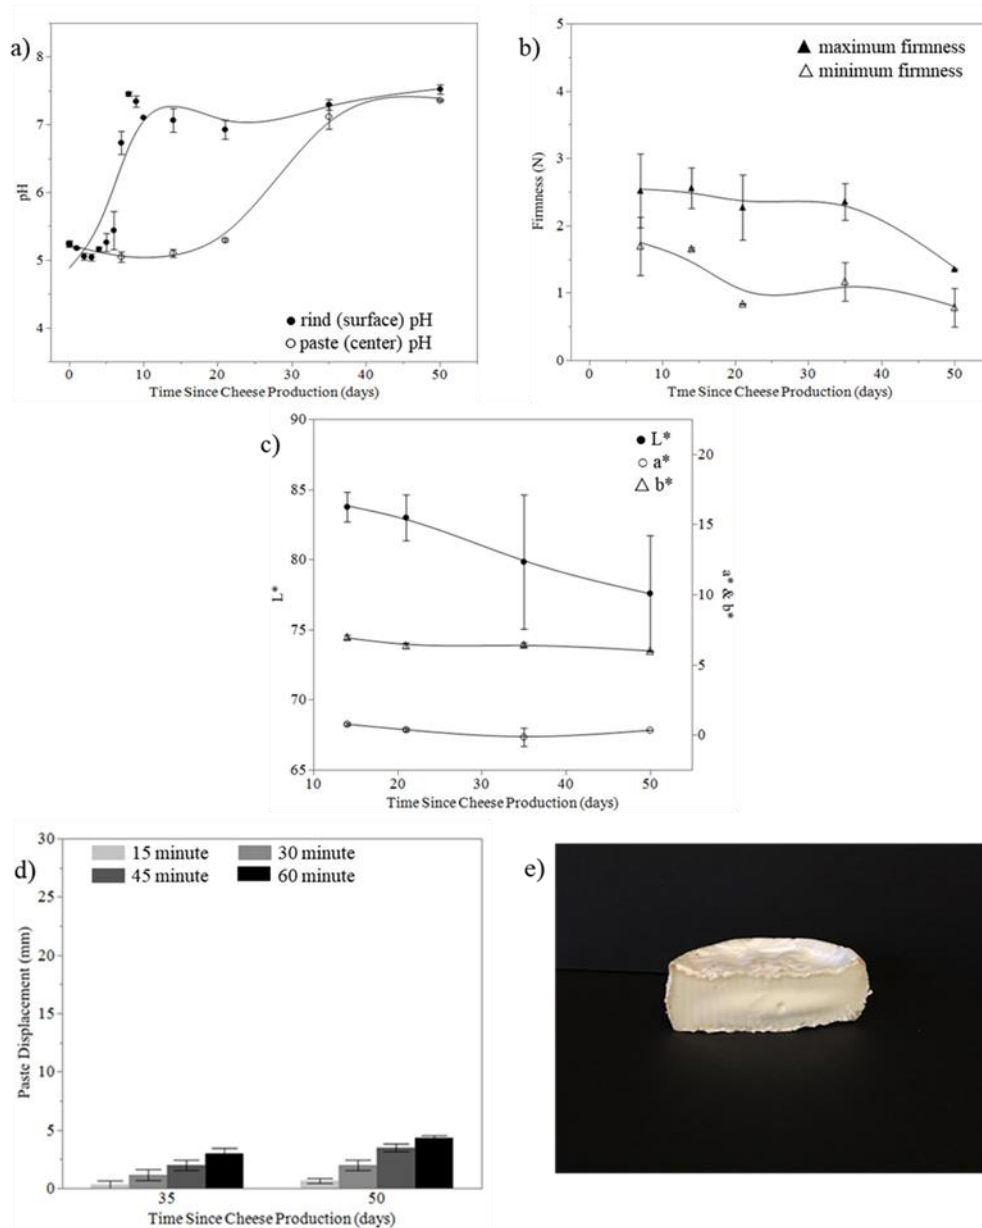 a)
8
7
6
5
4
pH
● rind (surface) pH
○ paste (center) pH
0 10 20 30 40 50
Time Since Cheese Production (days)
b)
5
4
3
2
1
0
Firmness (N)
▲ maximum firmness
△ minimum firmness
0 10 20 30 40 50
Time Since Cheese Production (days)
c)
90
85
80
75
70
65
L*
● L*
○ a*
△ b*
20
15
10
5
0
a* & b*
10 20 30 40 50
Time Since Cheese Production (days)
d)
30
25
20
15
10
5
0
Paste Displacement (mm)
15 minute 30 minute
45 minute 60 minute
35 50
Time Since Cheese Production (days)
e)